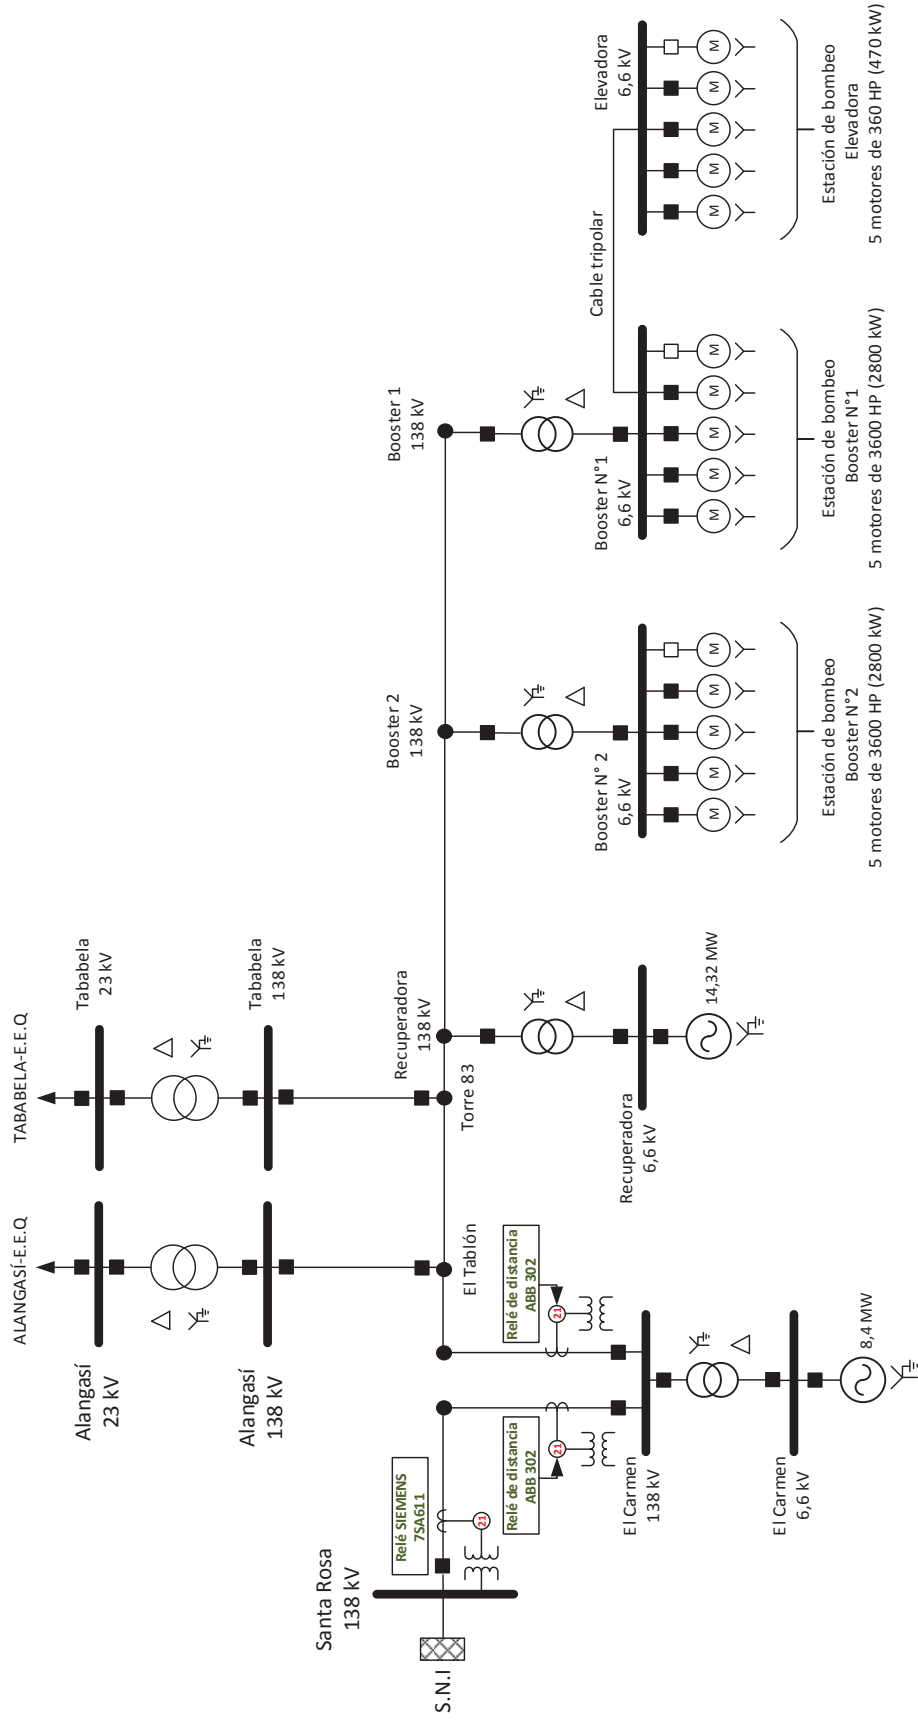 S.N.I
Santa Rosa
138 kV
Relé SIEMENS
7SA611
21
Relé de distancia
ABB 302
21
Relé de distancia
ABB 302
21
El Carmen
138 kV
El Carmen
6,6 kV
8,4 MW
ALANGASÍ-E.E.Q
Alangasí
23 kV
Alangasí
138 kV
El Tablón
TABABELA-E.E.Q
Tababela
23 kV
Tababela
138 kV
Torre 83
Recuperadora
138 kV
Recuperadora
6,6 kV
14,32 MW
Booster 2
138 kV
Booster N° 2
6,6 kV
M
M
M
M
M
Estación de bombeo
Booster N°2
5 motores de 3600 HP (2800 kW)
Booster 1
138 kV
Booster N°1
6,6 kV
M
M
M
M
M
Estación de bombeo
Booster N°1
5 motores de 3600 HP (2800 kW)
Cable tripolar
Elevadora
6,6 kV
M
M
M
M
M
Estación de bombeo
Elevadora
5 motores de 360 HP (470 kW)